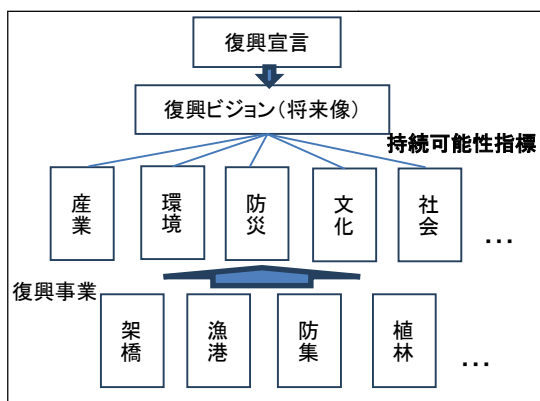 復興宣言
復興ビジョン(将来像)
持続可能性指標
産業
環境
防災
文化
社会
…
復興事業
架橋
漁港
防集
植林
…